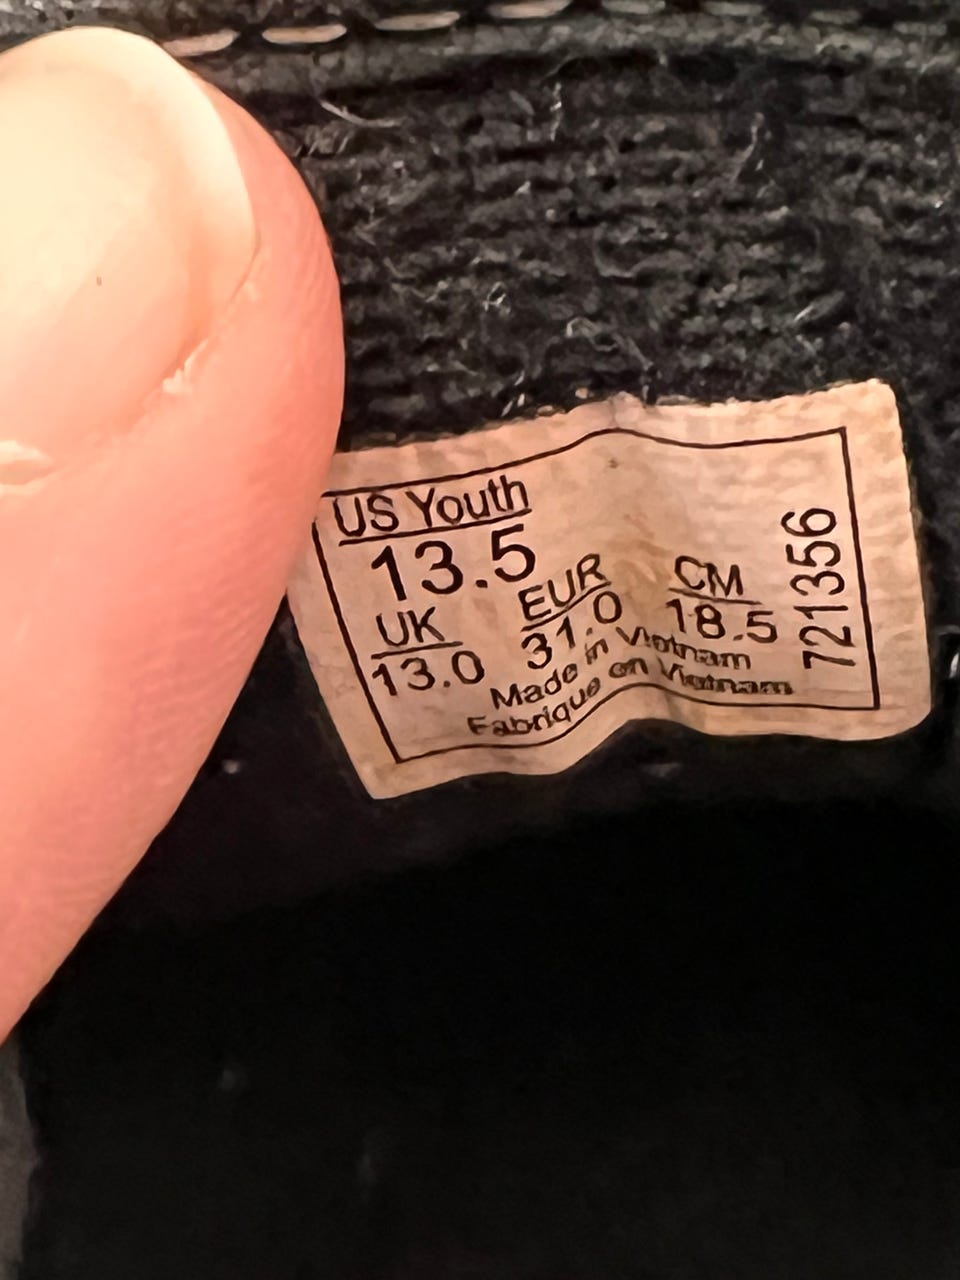 US Youth
13.5
UK EUR CM
13.0 31.0 18.5
Made in Vietnam
Fabrique en Vietnam
721356